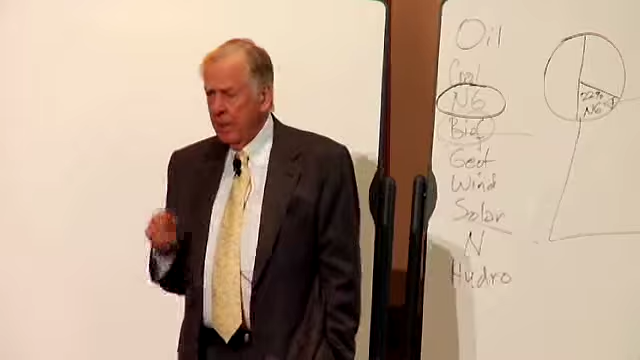 Oil
Coal
NG
Bio
Geot
Wind
Solar
N
Hydro
22%
NG